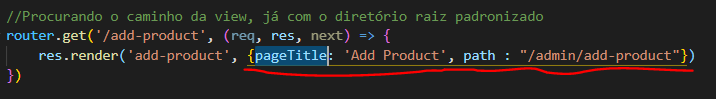 //Procurando o caminho da view, já com o diretório raiz padronizado
router.get('/add-product', (req, res, next) => {
    res.render('add-product', {pageTitle: 'Add Product', path : "/admin/add-product"})
})